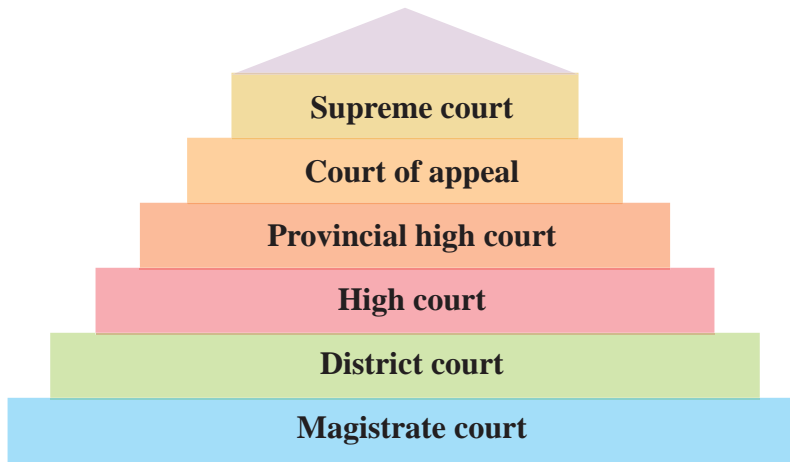 Supreme court
Court of appeal
Provincial high court
High court
District court
Magistrate court